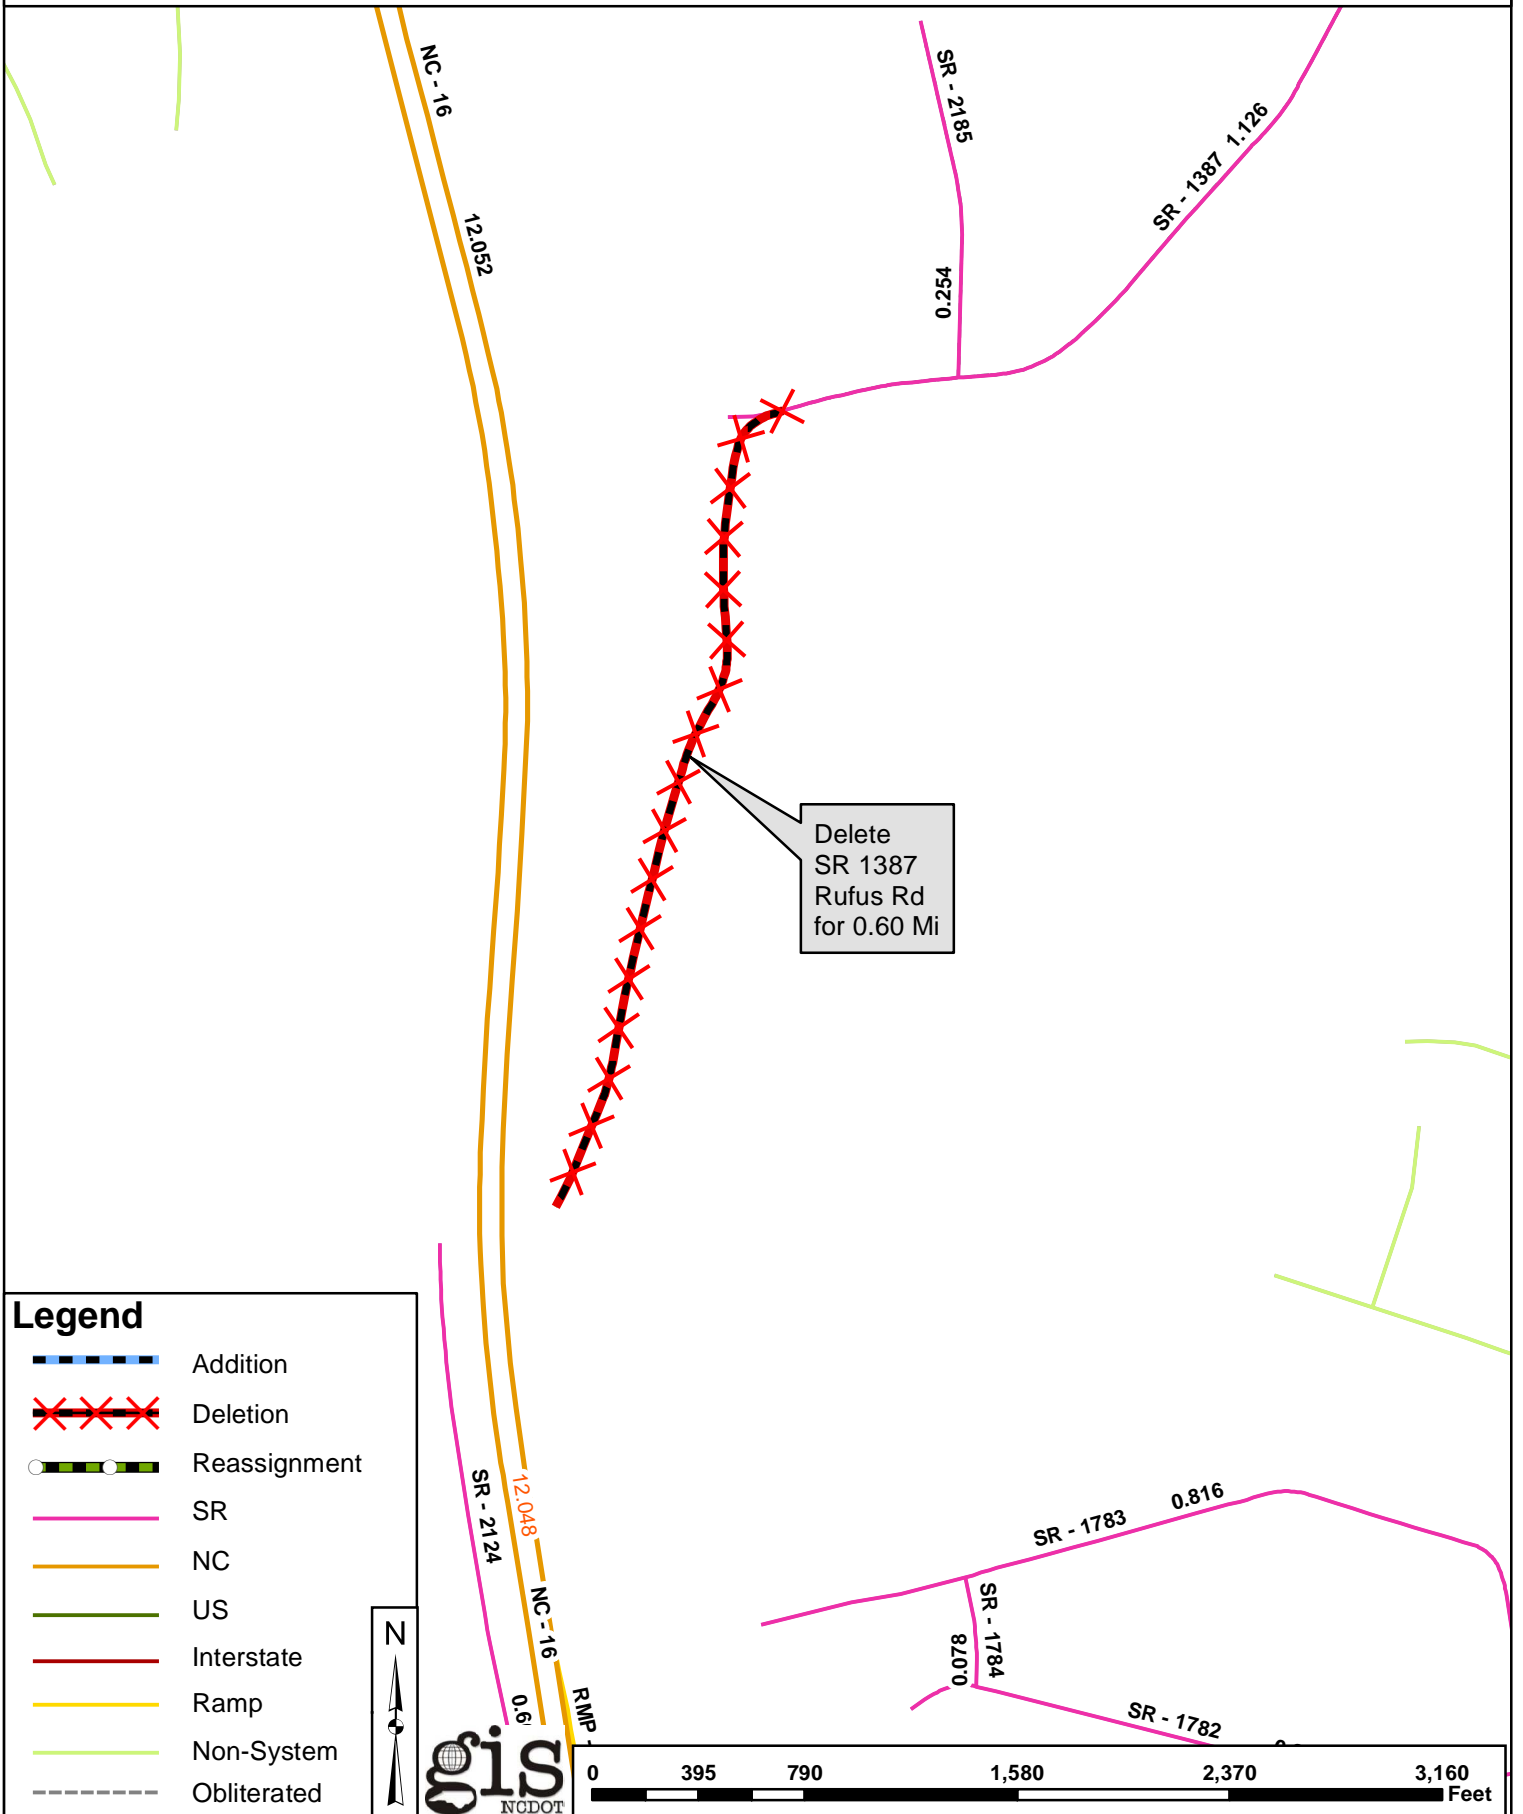 NC - 16
12.052
SR - 2185
0.254
SR - 1387 1.126
Delete
SR 1387
Rufus Rd
for 0.60 Mi
Legend
Addition
Deletion
Reassignment
SR
NC
US
Interstate
Ramp
Non-System
Obliterated
N
SR - 2124
12.048
NC - 16
RMP
SR - 1783 0.816
SR - 1784
0.078
SR - 1782
gis
NCDOT
0 395 790 1,580 2,370 3,160
Feet